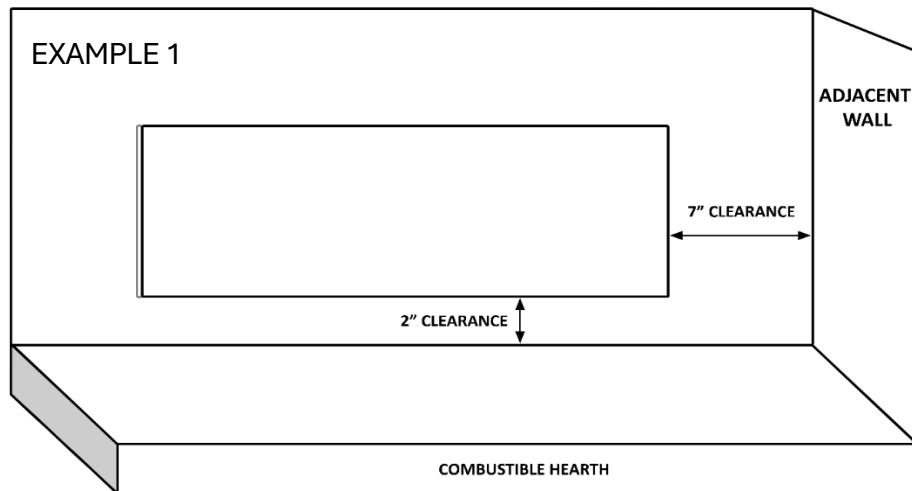 EXAMPLE 1
ADJACENT
WALL
7” CLEARANCE
2” CLEARANCE
COMBUSTIBLE HEARTH